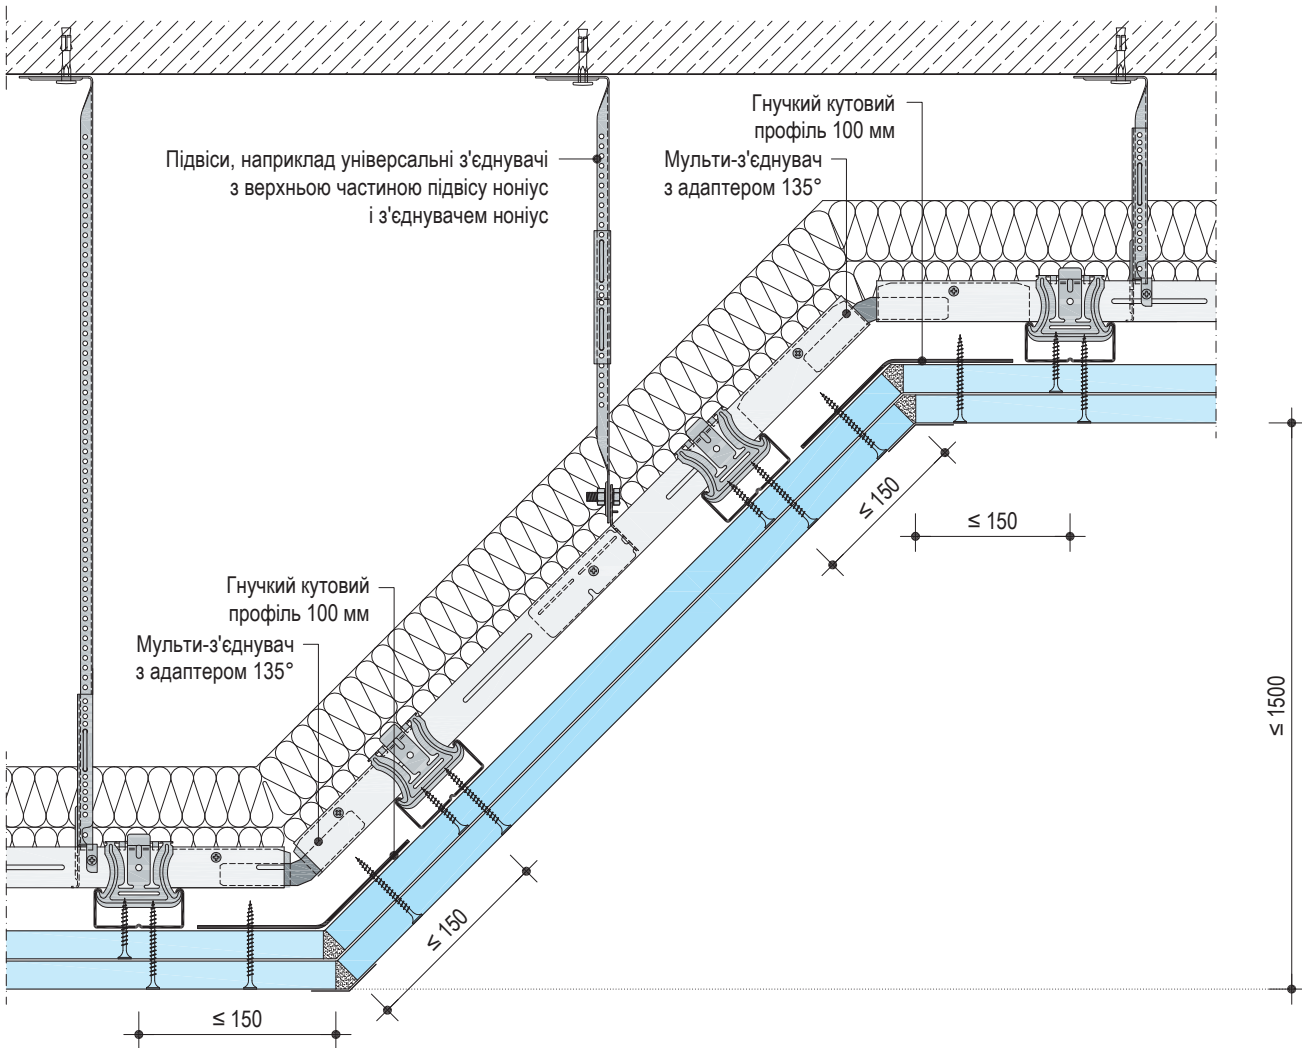 Гнучкий кутовий
профіль 100 мм
Мульти-з'єднувач
з адаптером 135°
Підвіси, наприклад універсальні з'єднувачі
з верхньою частиною підвісу ноніус
і з'єднувачем ноніус
≤ 150
≤ 150
Гнучкий кутовий
профіль 100 мм
Мульти-з'єднувач
з адаптером 135°
≤ 1500
≤ 150
≤ 150